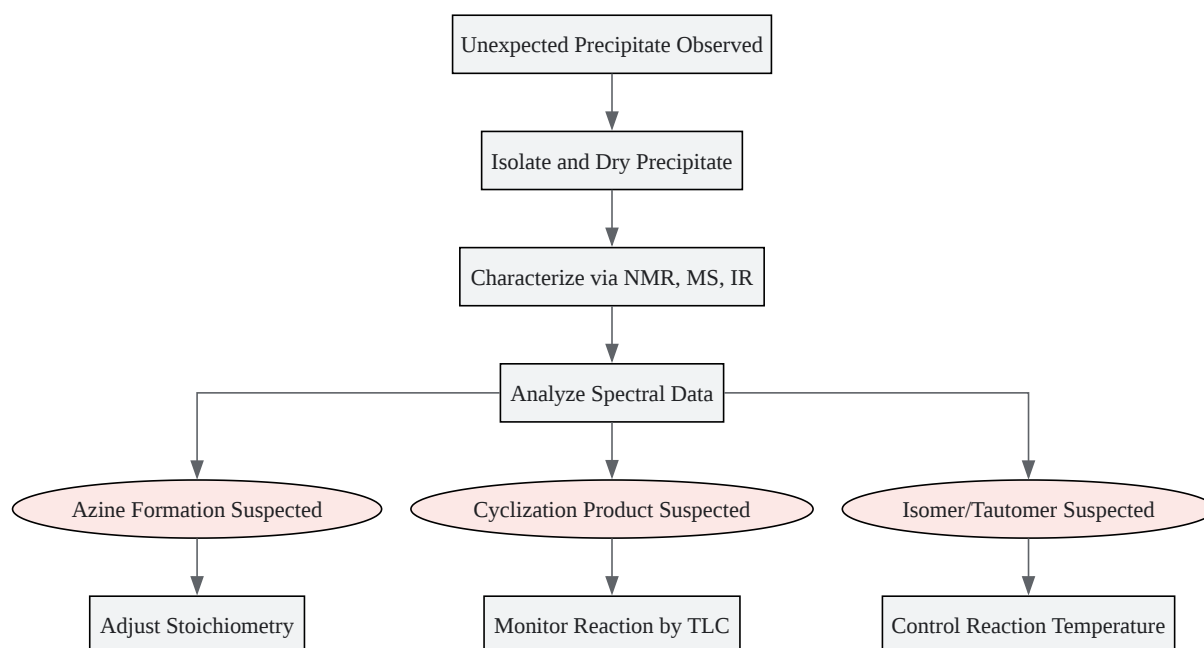 Unexpected Precipitate Observed
Isolate and Dry Precipitate
Characterize via NMR, MS, IR
Analyze Spectral Data
Azine Formation Suspected
Cyclization Product Suspected
Isomer/Tautomer Suspected
Adjust Stoichiometry
Monitor Reaction by TLC
Control Reaction Temperature